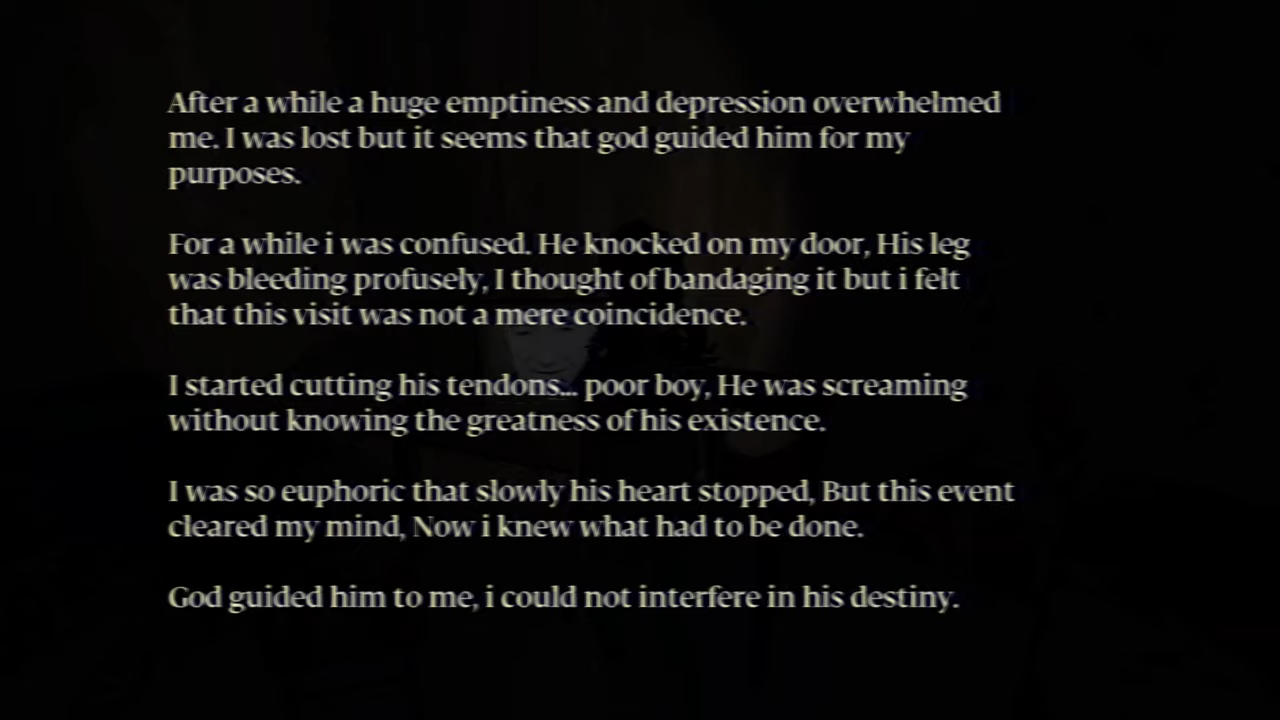 After a while a huge emptiness and depression overwhelmed
me. I was lost but it seems that god guided him for my
purposes.
For a while i was confused. He knocked on my door, His leg
was bleeding profusely, I thought of bandaging it but i felt
that this visit was not a mere coincidence.
I started cutting his tendons... poor boy, He was screaming
without knowing the greatness of his existence.
I was so euphoric that slowly his heart stopped, But this event
cleared my mind, Now i knew what had to be done.
God guided him to me, i could not interfere in his destiny.